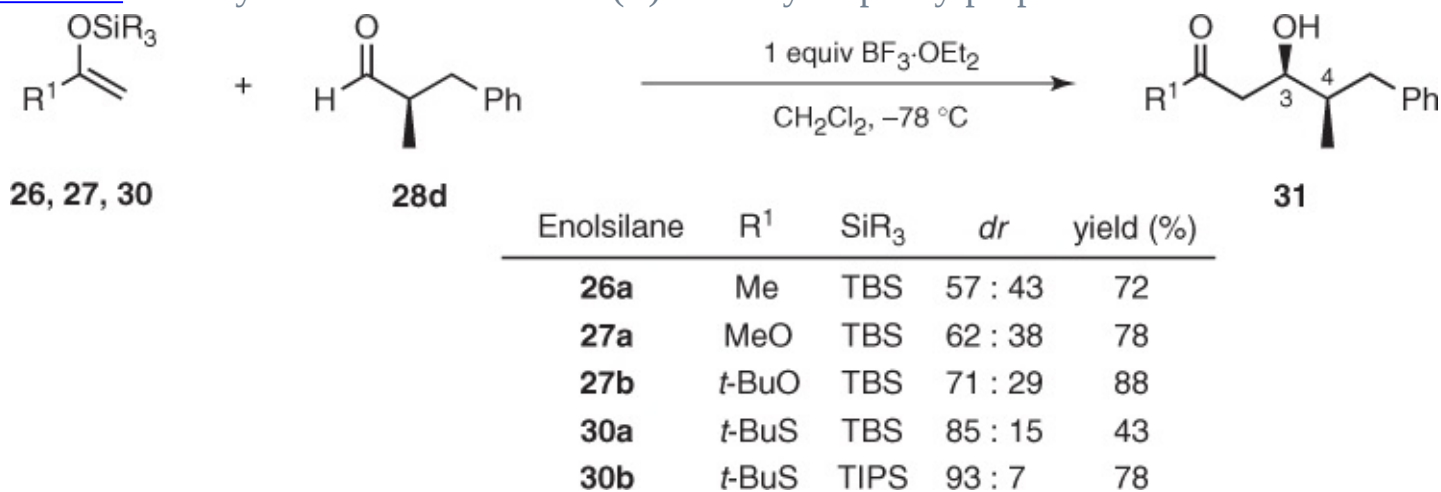 OSiR3
R1
+
O
H
Ph
1 equiv BF3·OEt2
CH2Cl2, –78 °C
O OH
R1
3
4
Ph
26, 27, 30
28d
31
Enolsilane R1 SiR3 dr yield (%)
26a Me TBS 57 : 43 72
27a MeO TBS 62 : 38 78
27b t-BuO TBS 71 : 29 88
30a t-BuS TBS 85 : 15 43
30b t-BuS TIPS 93 : 7 78